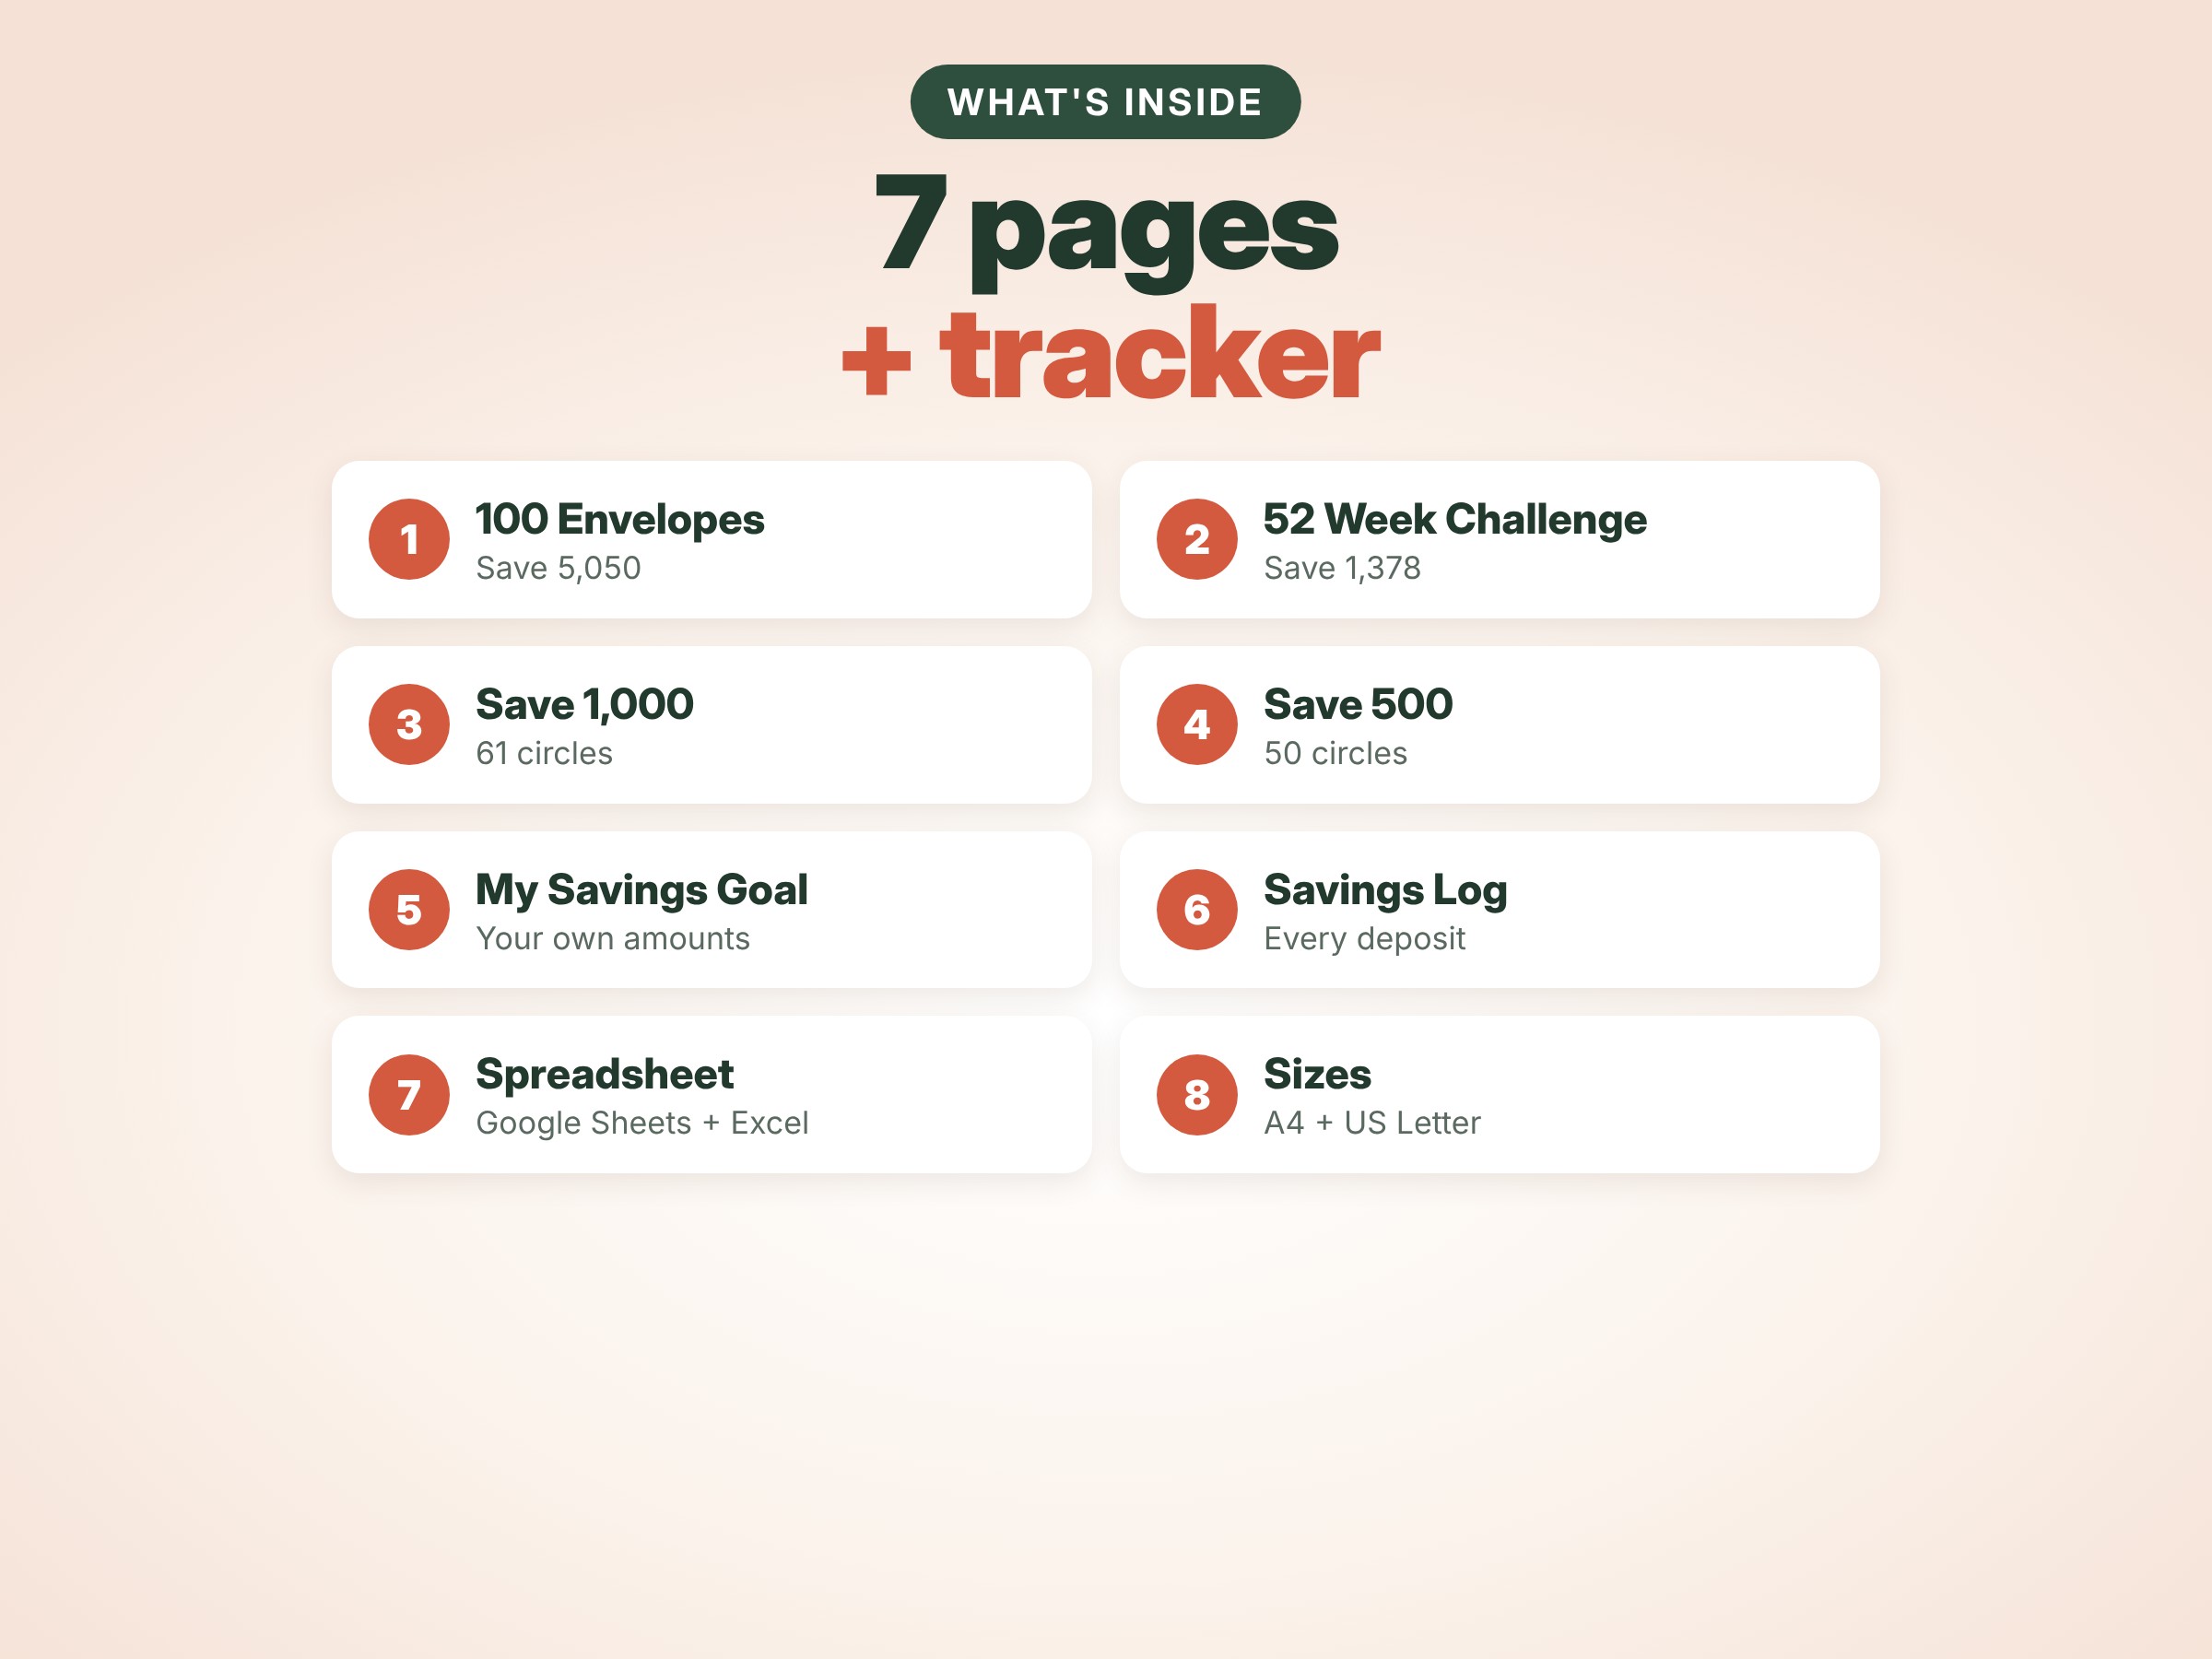 WHAT'S INSIDE
7 pages
+ tracker
1
100 Envelopes
Save 5,050
2
52 Week Challenge
Save 1,378
3
Save 1,000
61 circles
4
Save 500
50 circles
5
My Savings Goal
Your own amounts
6
Savings Log
Every deposit
7
Spreadsheet
Google Sheets + Excel
8
Sizes
A4 + US Letter